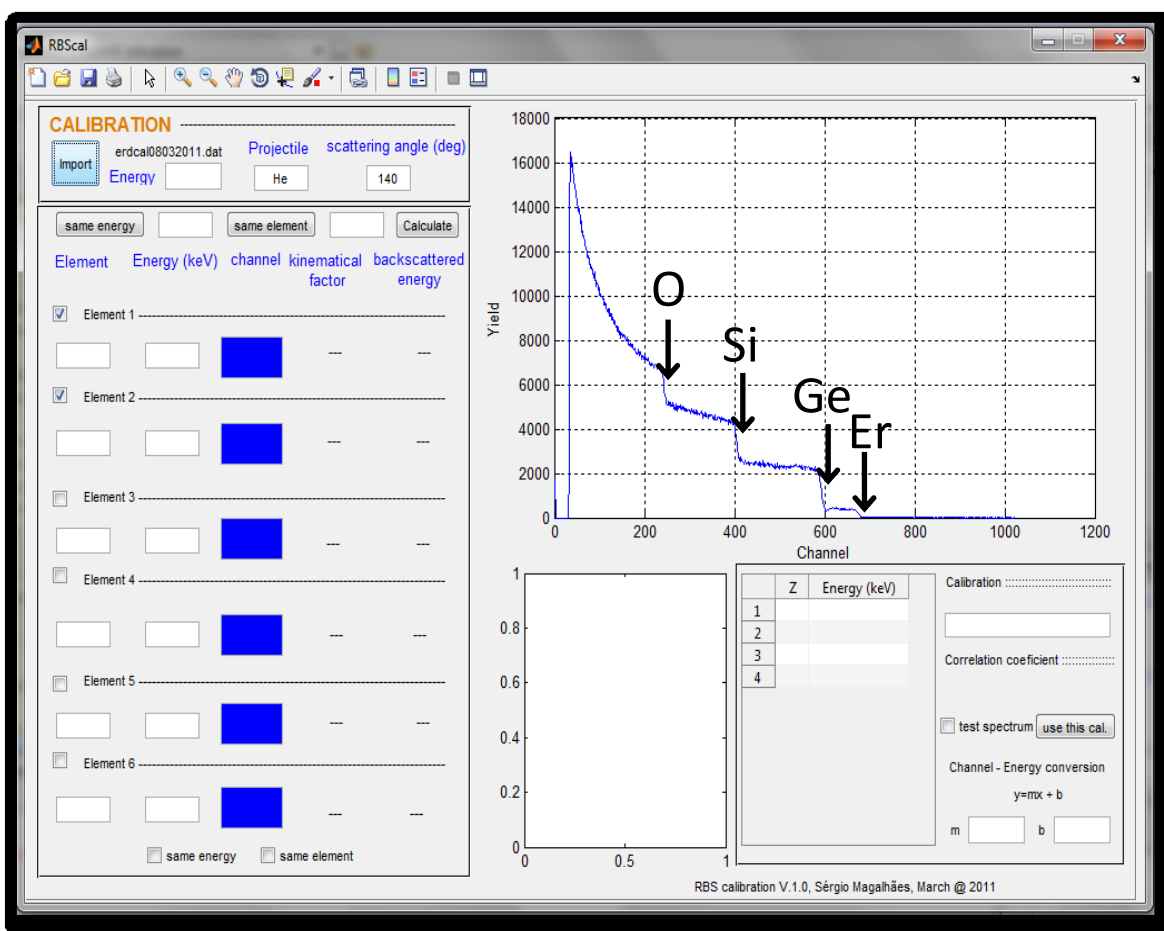 RBScal
CALIBRATION
Import
erdcal08032011.dat
Projectile
scattering angle (deg)
Energy
He
140
same energy
same element
Calculate
Element
Energy (keV)
channel
kinematical factor
backscattered energy
Element 1
---
---
Element 2
---
---
Element 3
---
---
Element 4
---
---
Element 5
---
---
Element 6
---
---
same energy
same element
18000
16000
14000
12000
10000
8000
6000
4000
2000
0
Yield
O
Si
Ge
Er
0
200
400
600
800
1000
1200
Channel
1
0.8
0.6
0.4
0.2
0
0
0.5
1
Z
Energy (keV)
1
2
3
4
Calibration ::::::::::::::::::::::::::::::
Correlation coeficient :::::::::::::::
test spectrum
use this cal.
Channel - Energy conversion
y=mx + b
m
b
RBS calibration V.1.0, Sérgio Magalhães, March @ 2011